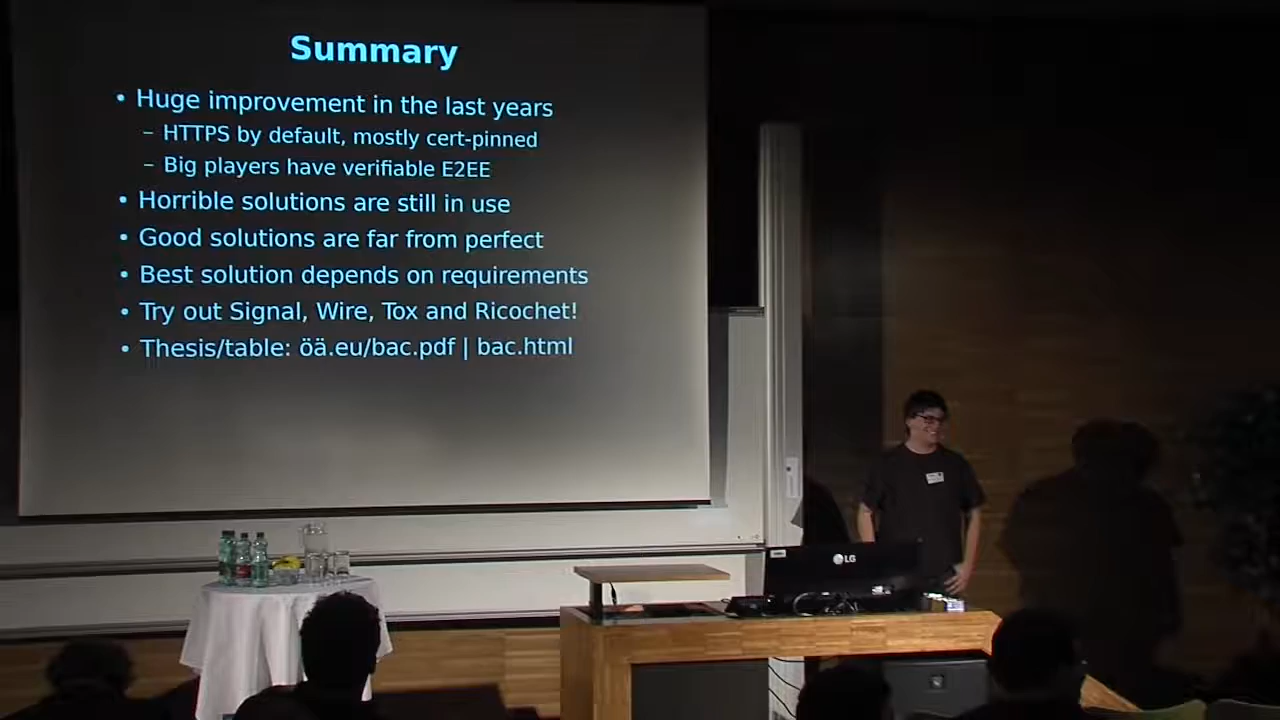 Summary
• Huge improvement in the last years
– HTTPS by default, mostly cert-pinned
– Big players have verifiable E2EE
• Horrible solutions are still in use
• Good solutions are far from perfect
• Best solution depends on requirements
• Try out Signal, Wire, Tox and Ricochet!
• Thesis/table: öä.eu/bac.pdf | bac.html
LG